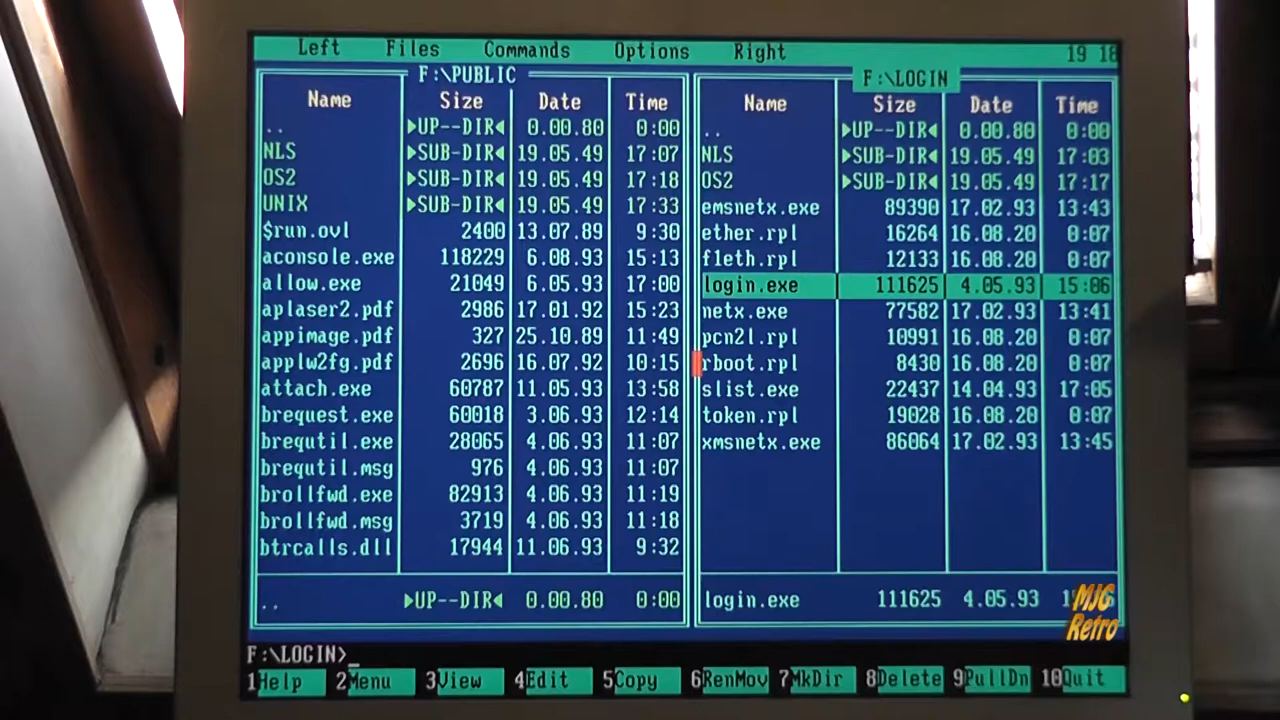 Left Files Commands Options Right 19 18
F:\PUBLIC
Name Size Date Time
.. ►UP--DIR◄ 0.00.80 0:00
NLS ►SUB-DIR◄ 19.05.49 17:07
OS2 ►SUB-DIR◄ 19.05.49 17:18
UNIX ►SUB-DIR◄ 19.05.49 17:33
$run.ovl 2400 13.07.89 9:30
aconsole.exe 118229 6.08.93 15:13
allow.exe 21049 6.05.93 17:00
aplaser2.pdf 2986 17.01.92 15:23
appimage.pdf 327 25.10.89 11:49
applw2fg.pdf 2696 16.07.92 10:15
attach.exe 60787 11.05.93 13:58
brequest.exe 60018 3.06.93 12:14
brequtil.exe 28065 4.06.93 11:07
brequtil.msg 976 4.06.93 11:07
brollfwd.exe 82913 4.06.93 11:19
brollfwd.msg 3719 4.06.93 11:18
btrcalls.dll 17944 11.06.93 9:32
.. ►UP--DIR◄ 0.00.80 0:00
F:\LOGIN
Name Size Date Time
.. ►UP--DIR◄ 0.00.80 0:00
NLS ►SUB-DIR◄ 19.05.49 17:03
OS2 ►SUB-DIR◄ 19.05.49 17:17
emsnetx.exe 89390 17.02.93 13:43
ether.rpl 16264 16.08.20 0:07
f1eth.rpl 12133 16.08.20 0:07
login.exe 111625 4.05.93 15:06
netx.exe 77582 17.02.93 13:41
pcn2l.rpl 10991 16.08.20 0:07
rboot.rpl 8430 16.08.20 0:07
slist.exe 22437 14.04.93 17:05
token.rpl 19028 16.08.20 0:07
xmsnetx.exe 86064 17.02.93 13:45
login.exe 111625 4.05.93
MJG
Retro
F:\LOGIN>_
1Help 2Menu 3View 4Edit 5Copy 6RenMov 7MkDir 8Delete 9PullDn 10Quit